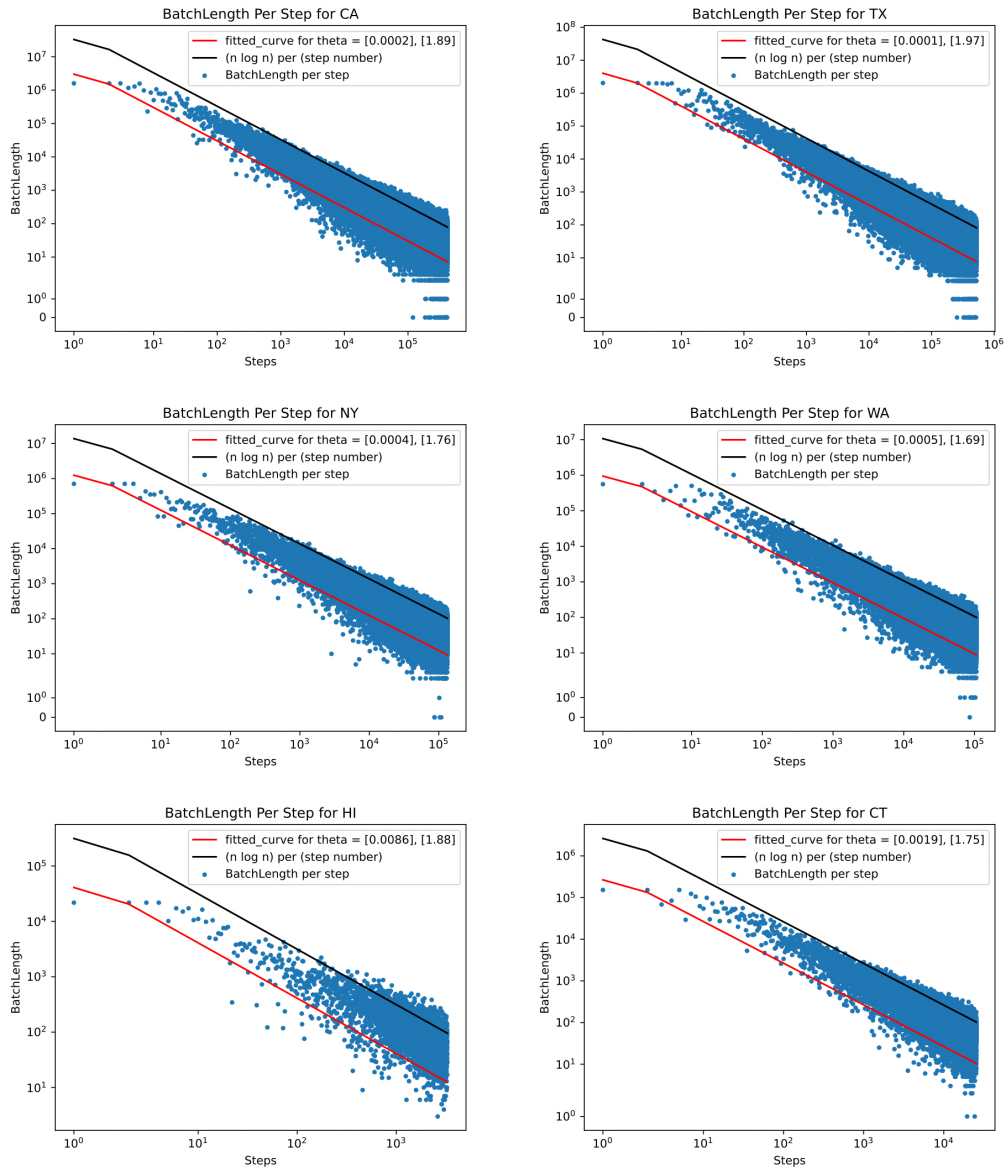 BatchLength Per Step for CA
BatchLength
10^7
10^6
10^5
10^4
10^3
10^2
10^1
10^0
0
fitted_curve for theta = [0.0002], [1.89]
(n log n) per (step number)
BatchLength per step
10^0 10^1 10^2 10^3 10^4 10^5
Steps
BatchLength Per Step for TX
BatchLength
10^8
10^7
10^6
10^5
10^4
10^3
10^2
10^1
10^0
0
fitted_curve for theta = [0.0001], [1.97]
(n log n) per (step number)
BatchLength per step
10^0 10^1 10^2 10^3 10^4 10^5 10^6
Steps
BatchLength Per Step for NY
BatchLength
10^7
10^6
10^5
10^4
10^3
10^2
10^1
10^0
0
fitted_curve for theta = [0.0004], [1.76]
(n log n) per (step number)
BatchLength per step
10^0 10^1 10^2 10^3 10^4 10^5
Steps
BatchLength Per Step for WA
BatchLength
10^7
10^6
10^5
10^4
10^3
10^2
10^1
10^0
0
fitted_curve for theta = [0.0005], [1.69]
(n log n) per (step number)
BatchLength per step
10^0 10^1 10^2 10^3 10^4 10^5
Steps
BatchLength Per Step for HI
BatchLength
10^5
10^4
10^3
10^2
10^1
fitted_curve for theta = [0.0086], [1.88]
(n log n) per (step number)
BatchLength per step
10^0 10^1 10^2 10^3
Steps
BatchLength Per Step for CT
BatchLength
10^6
10^5
10^4
10^3
10^2
10^1
10^0
fitted_curve for theta = [0.0019], [1.75]
(n log n) per (step number)
BatchLength per step
10^0 10^1 10^2 10^3 10^4
Steps